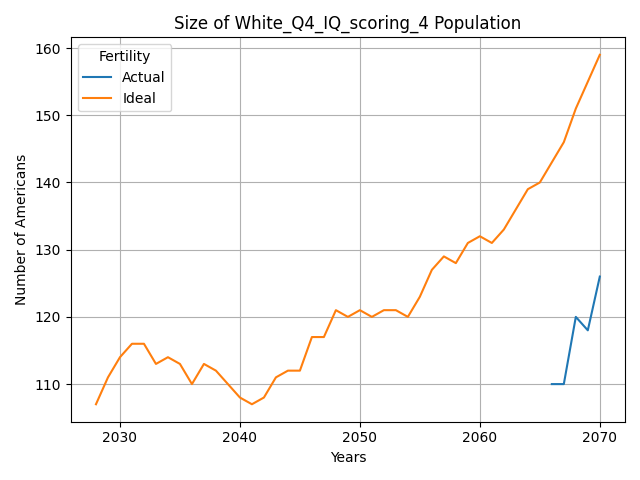 Size of White_Q4_IQ_scoring_4 Population
Fertility
Actual
Ideal
Number of Americans
160
150
140
130
120
110
2030
2040
2050
2060
2070
Years